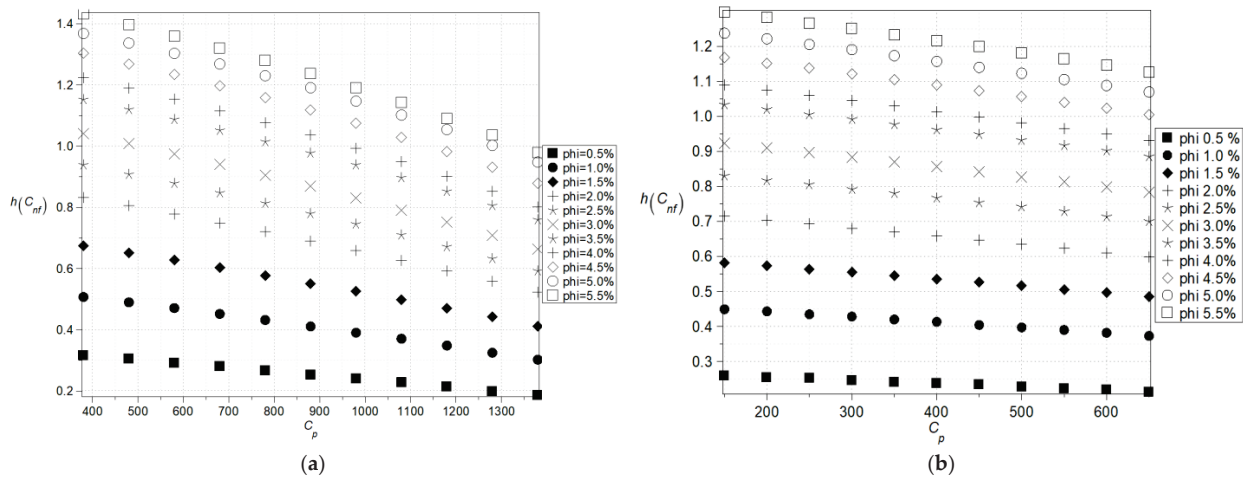 1.4
1.2
1.0
0.8
0.6
0.4
0.2
h(C_nf)
400 500 600 700 800 900 1000 1100 1200 1300
C_p
phi=0.5%
phi=1.0%
phi=1.5%
phi=2.0%
phi=2.5%
phi=3.0%
phi=3.5%
phi=4.0%
phi=4.5%
phi=5.0%
phi=5.5%
(a)
1.2
1.1
1.0
0.9
0.8
0.7
0.6
0.5
0.4
0.3
h(C_nf)
200 300 400 500 600
C_p
phi 0.5 %
phi 1.0 %
phi 1.5 %
phi 2.0%
phi 2.5%
phi 3.0%
phi 3.5%
phi 4.0%
phi 4.5%
phi 5.0%
phi 5.5%
(b)